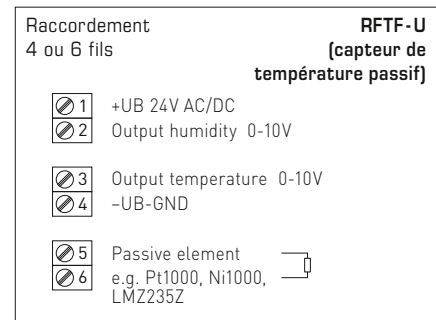 Raccordement
4 ou 6 fils
RFTF-U
(capteur de
température passif)
1 +UB 24V AC/DC
2 Output humidity 0-10V
3 Output temperature 0-10V
4 –UB-GND
5 Passive element
6 e.g. Pt1000, Ni1000,
LMZ235Z